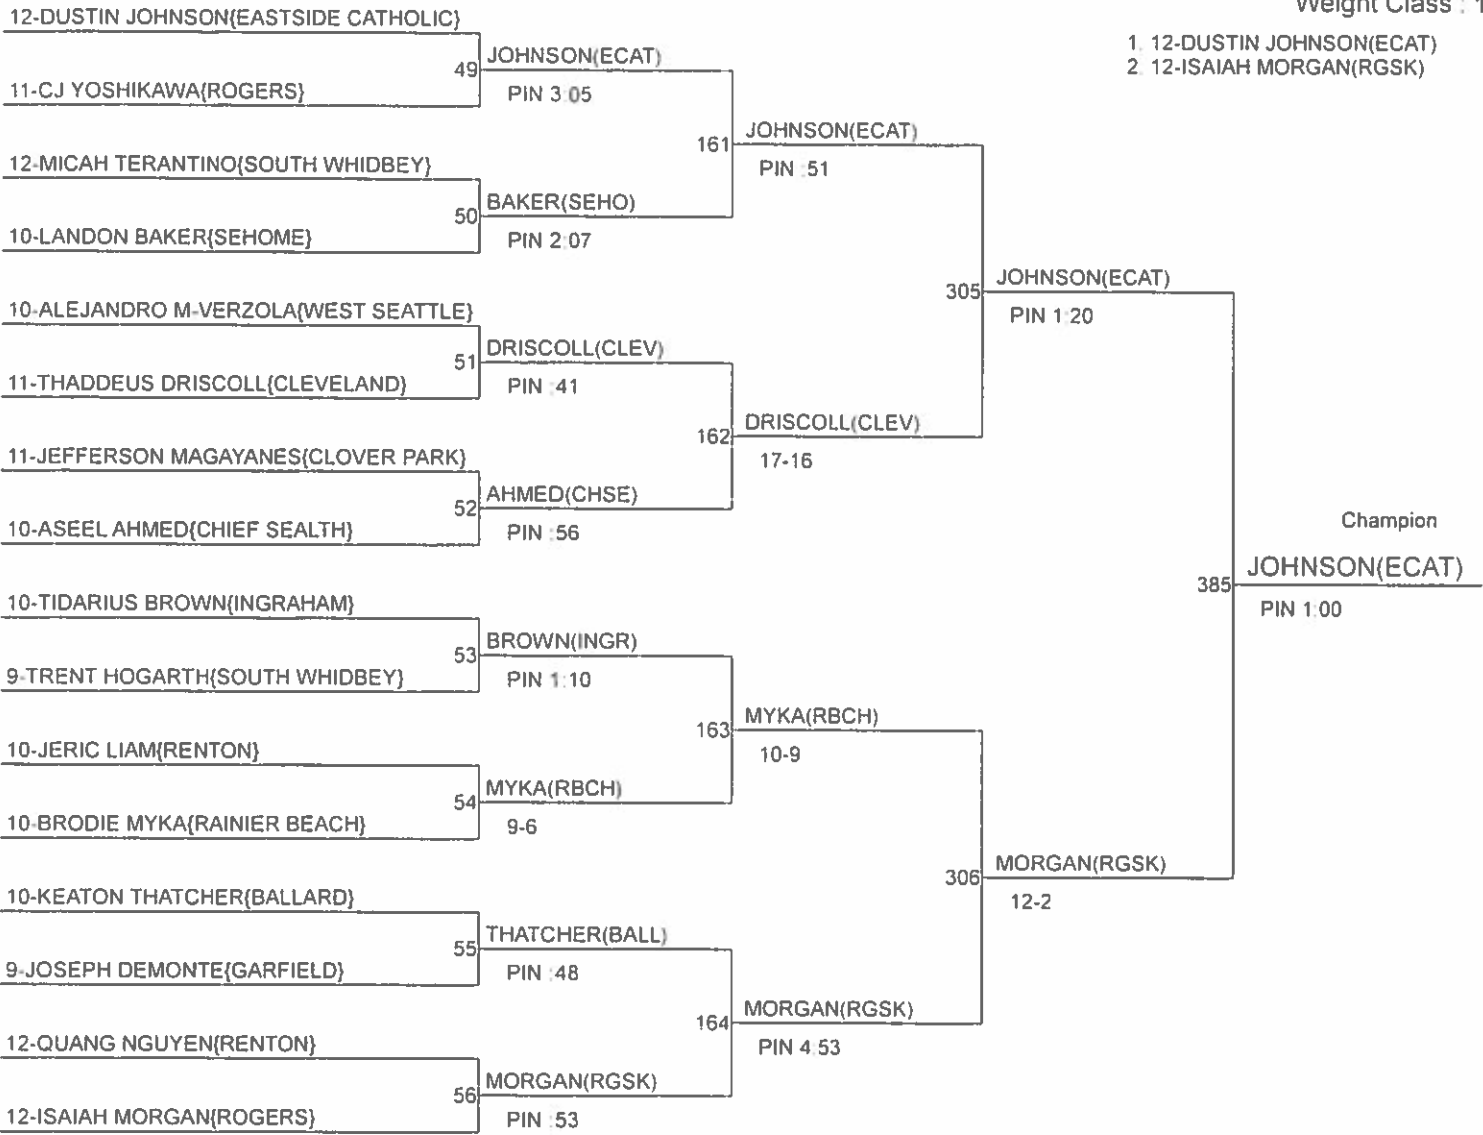 Weight Class : 1
1. 12-DUSTIN JOHNSON(ECAT)
2. 12-ISAIAH MORGAN(RGSK)
12-DUSTIN JOHNSON{EASTSIDE CATHOLIC}
49 JOHNSON(ECAT)
11-CJ YOSHIKAWA{ROGERS}
PIN 3:05
161 JOHNSON(ECAT)
12-MICAH TERANTINO{SOUTH WHIDBEY}
PIN :51
50 BAKER(SEHO)
10-LANDON BAKER{SEHOME}
PIN 2:07
305 JOHNSON(ECAT)
10-ALEJANDRO M-VERZOLA{WEST SEATTLE}
PIN 1:20
51 DRISCOLL(CLEV)
11-THADDEUS DRISCOLL{CLEVELAND}
PIN :41
162 DRISCOLL(CLEV)
11-JEFFERSON MAGAYANES{CLOVER PARK}
17-16
52 AHMED(CHSE)
10-ASEEL AHMED{CHIEF SEALTH}
PIN :56
Champion
385 JOHNSON(ECAT)
10-TIDARIUS BROWN{INGRAHAM}
PIN 1:00
53 BROWN(INGR)
9-TRENT HOGARTH{SOUTH WHIDBEY}
PIN 1:10
163 MYKA(RBCH)
10-JERIC LIAM{RENTON}
10-9
54 MYKA(RBCH)
10-BRODIE MYKA{RAINIER BEACH}
9-6
306 MORGAN(RGSK)
10-KEATON THATCHER{BALLARD}
12-2
55 THATCHER(BALL)
9-JOSEPH DEMONTE{GARFIELD}
PIN :48
164 MORGAN(RGSK)
12-QUANG NGUYEN{RENTON}
PIN 4:53
56 MORGAN(RGSK)
12-ISAIAH MORGAN{ROGERS}
PIN :53